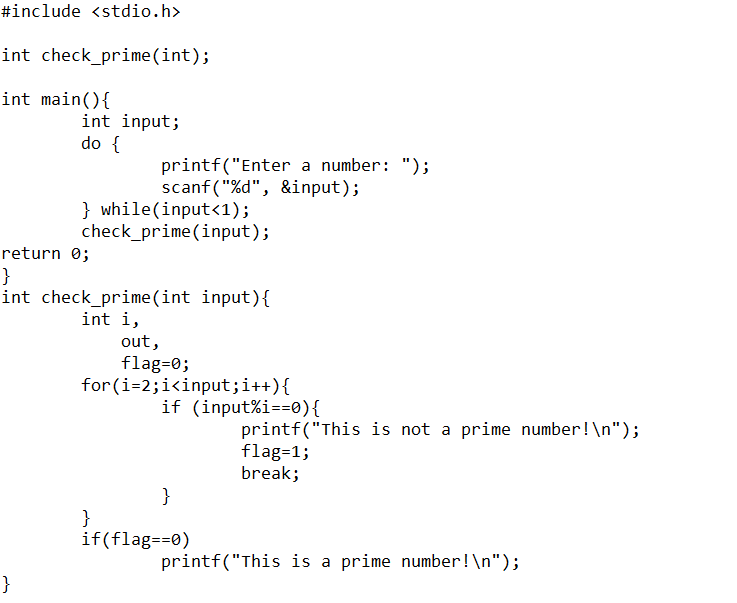 #include <stdio.h>

int check_prime(int);

int main(){
        int input;
        do {
                printf("Enter a number: ");
                scanf("%d", &input);
        } while(input<1);
        check_prime(input);
return 0;
}
int check_prime(int input){
        int i,
            out,
            flag=0;
        for(i=2;i<input;i++){
                if (input%i==0){
                        printf("This is not a prime number!\n");
                        flag=1;
                        break;
                }
        }
        if(flag==0)
                printf("This is a prime number!\n");
}